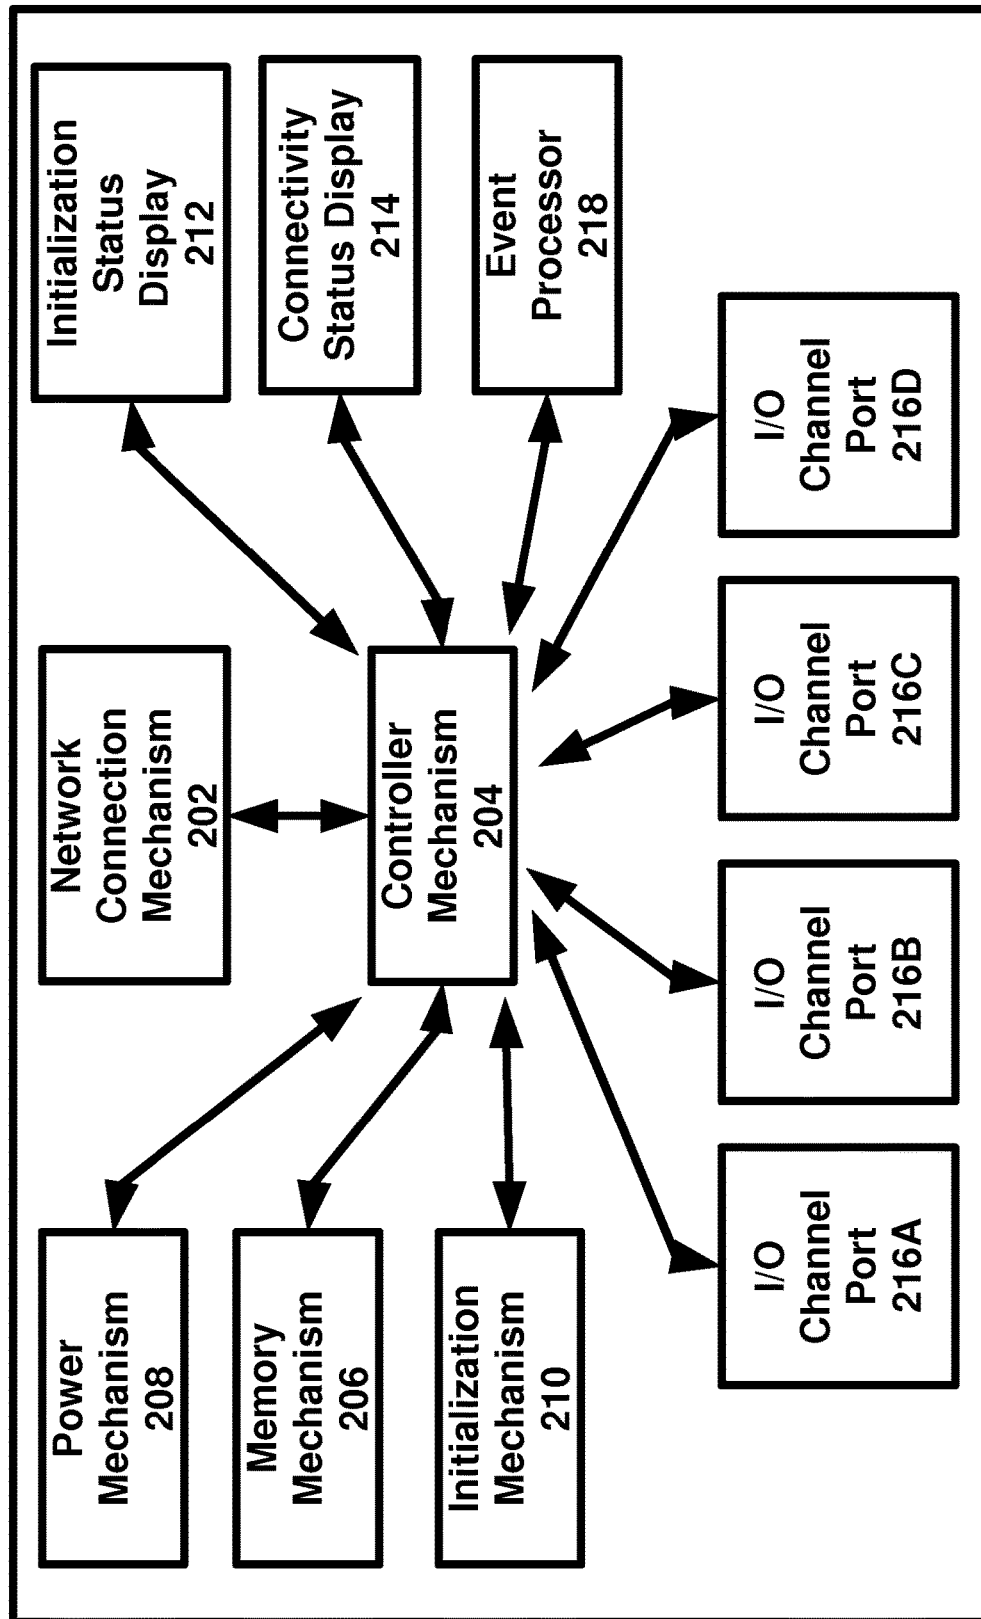 Power
Mechanism
208
Network
Connection
Mechanism
202
Initialization
Status
Display
212
Memory
Mechanism
206
Controller
Mechanism
204
Connectivity
Status Display
214
Initialization
Mechanism
210
Event
Processor
218
I/O
Channel
Port
216A
I/O
Channel
Port
216B
I/O
Channel
Port
216C
I/O
Channel
Port
216D